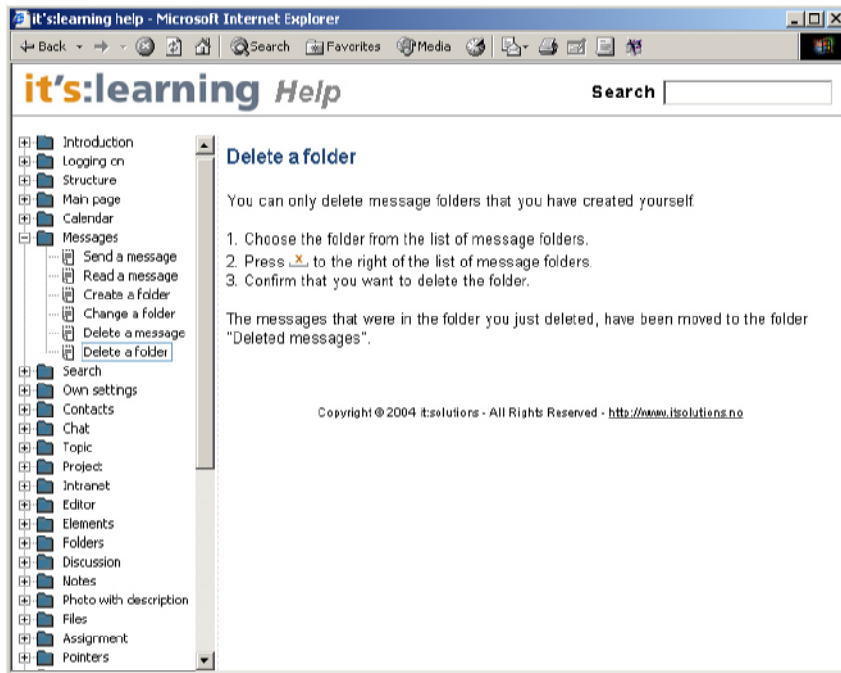 it's:learning help - Microsoft Internet Explorer
Back Search Favorites Media
it's:learning Help Search
Introduction
Logging on
Structure
Main page
Calendar
Messages
Send a message
Read a message
Create a folder
Change a folder
Delete a message
Delete a folder
Search
Own settings
Contacts
Chat
Topic
Project
Intranet
Editor
Elements
Folders
Discussion
Notes
Photo with description
Files
Assignment
Pointers
Delete a folder
You can only delete message folders that you have created yourself.
1. Choose the folder from the list of message folders.
2. Press x to the right of the list of message folders.
3. Confirm that you want to delete the folder.
The messages that were in the folder you just deleted, have been moved to the folder
"Deleted messages".
Copyright © 2004 it:solutions - All Rights Reserved - http://www.itsolutions.no